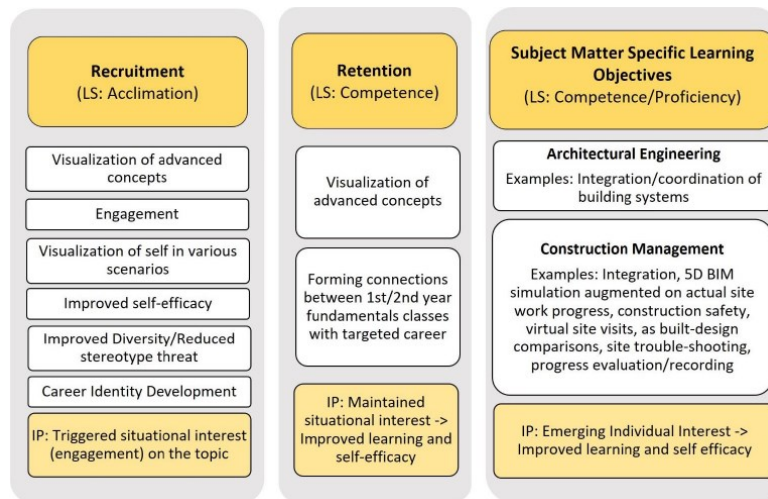 Recruitment
(LS: Acclimation)
Visualization of advanced
concepts
Engagement
Visualization of self in various
scenarios
Improved self-efficacy
Improved Diversity/Reduced
stereotype threat
Career Identity Development
IP: Triggered situational interest
(engagement) on the topic
Retention
(LS: Competence)
Visualization of
advanced concepts
Forming connections
between 1st/2nd year
fundamentals classes
with targeted career
IP: Maintained
situational interest ->
Improved learning and
self-efficacy
Subject Matter Specific Learning
Objectives
(LS: Competence/Proficiency)
Architectural Engineering
Examples: Integration/coordination of
building systems
Construction Management
Examples: Integration, 5D BIM
simulation augmented on actual site
work progress, construction safety,
virtual site visits, as built-design
comparisons, site trouble-shooting,
progress evaluation/recording
IP: Emerging Individual Interest ->
Improved learning and self efficacy